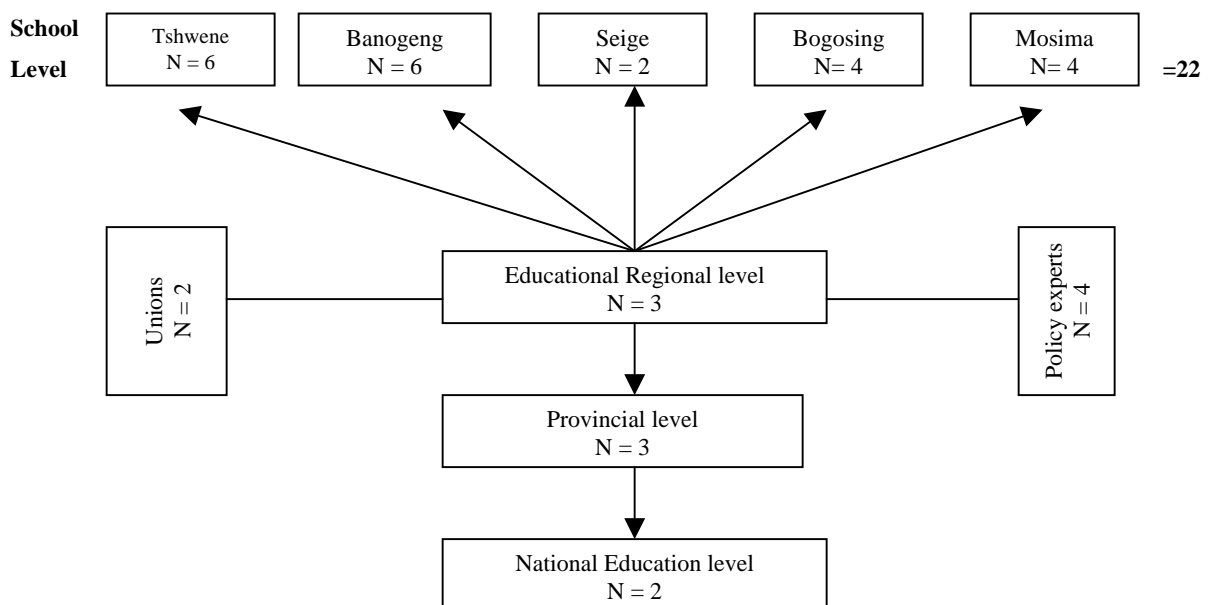 School
Level
Tshwene
N = 6
Banogeng
N = 6
Seige
N = 2
Bogosing
N= 4
Mosima
N= 4
=22
Unions
N = 2
Educational Regional level
N = 3
Policy experts
N = 4
Provincial level
N = 3
National Education level
N = 2